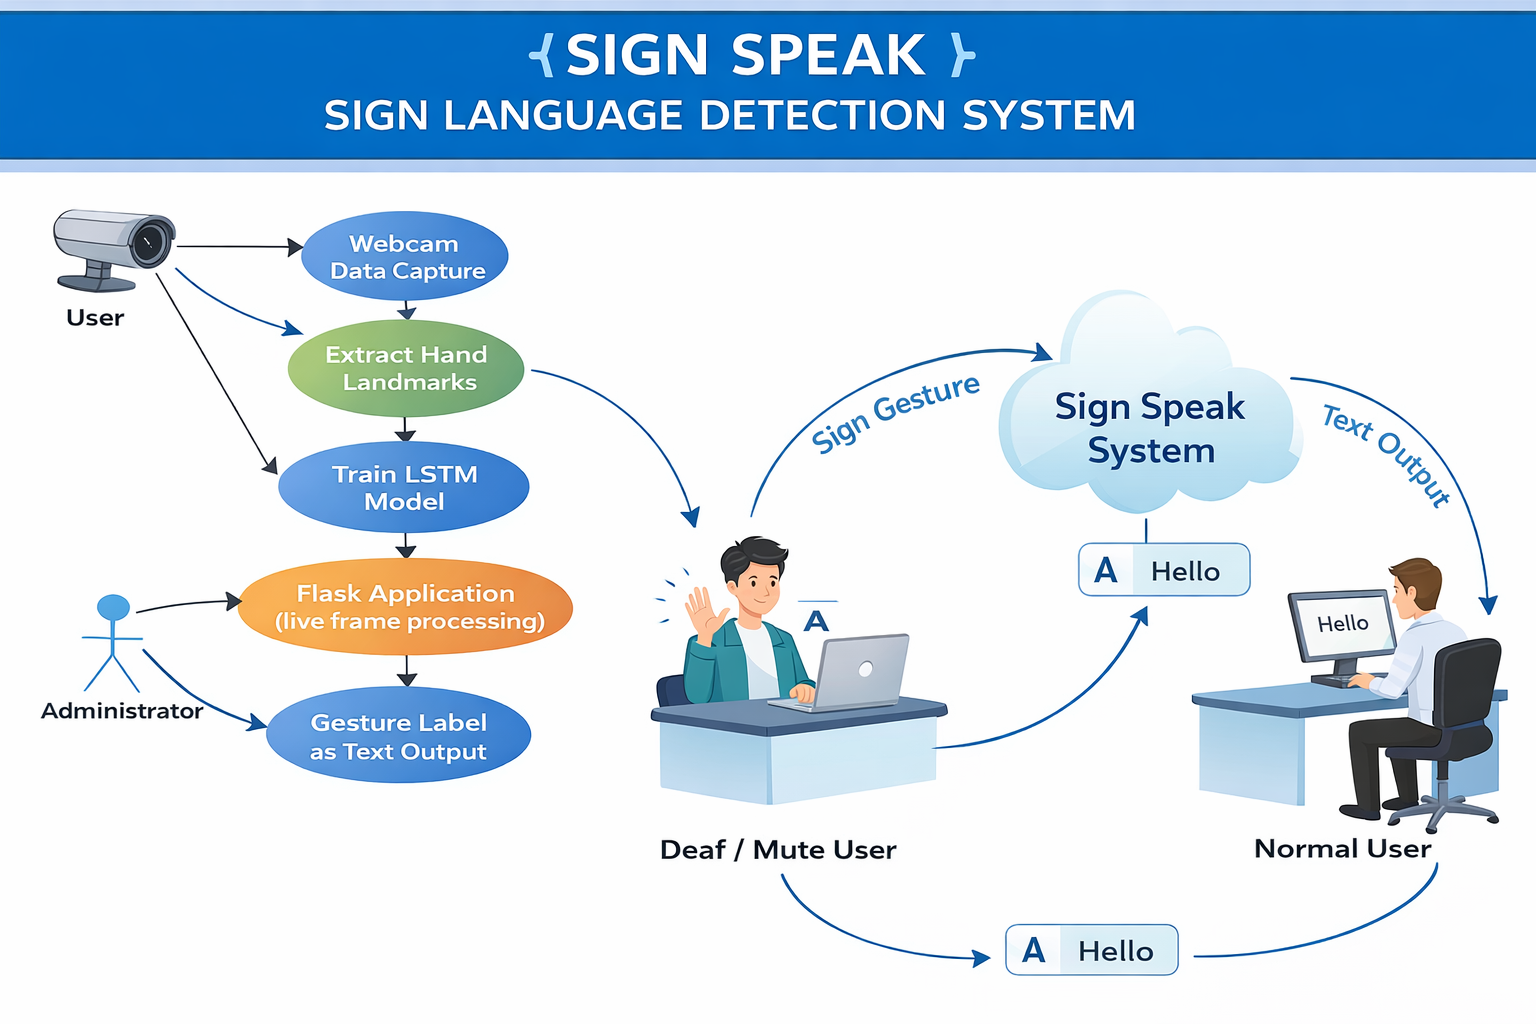 SIGN SPEAK
SIGN LANGUAGE DETECTION SYSTEM
User
Webcam
Data Capture
Extract Hand
Landmarks
Train LSTM
Model
Flask Application
(live frame processing)
Administrator
Gesture Label
as Text Output
Sign Gesture
Sign Speak
System
Text Output
A Hello
A
Hello
Deaf / Mute User
Normal User
A Hello